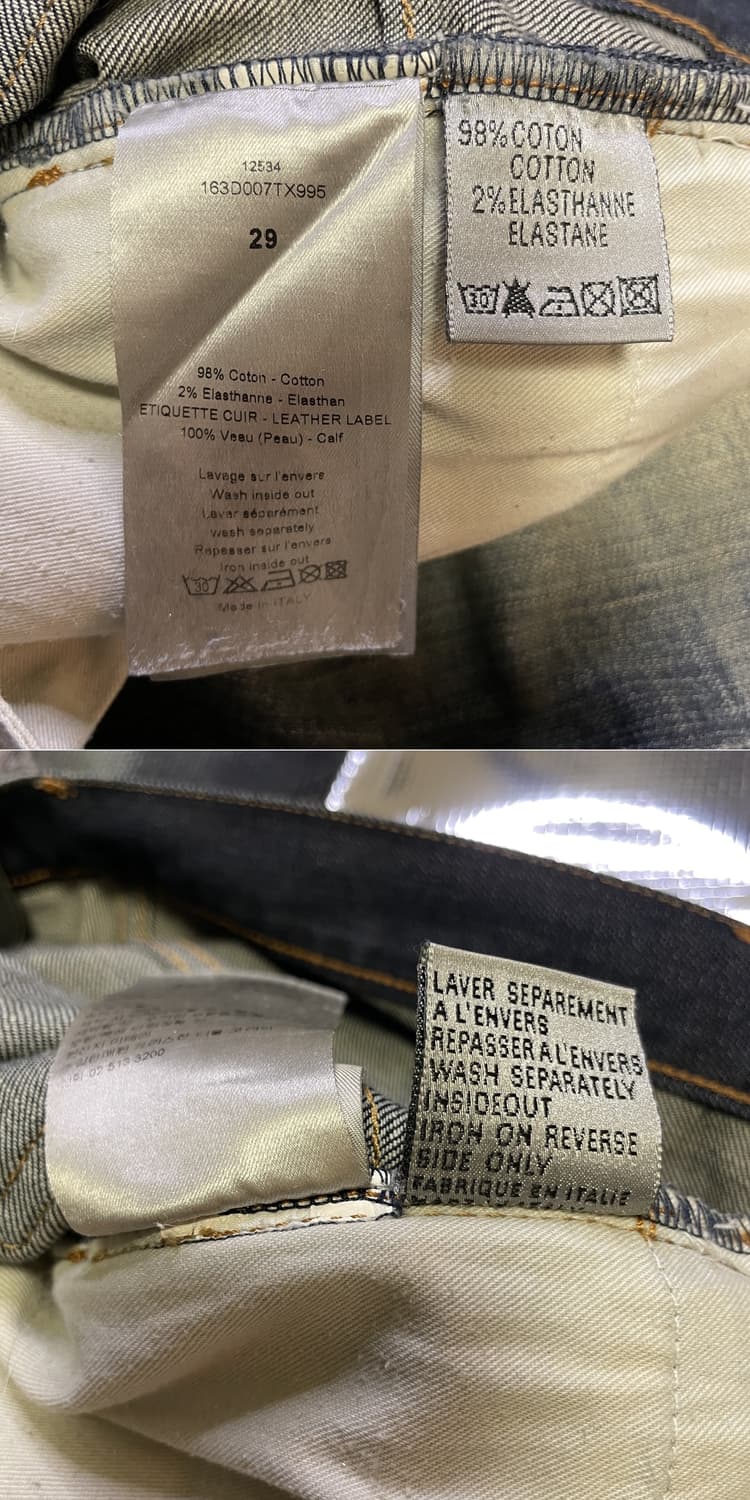 12534
163D007TX995
29
98% Coton - Cotton
2% Elasthanne - Elasthan
ETIQUETTE CUIR - LEATHER LABEL
100% Veau (Peau) - Calf
Lavage sur l'envers
Wash inside out
Laver séparément
wash separately
Repasser sur l'envers
Iron inside out
30
Made in ITALY
98% COTON
COTTON
2% ELASTHANNE
ELASTANE
30
02 513 3200
LAVER SEPAREMENT
A L'ENVERS
REPASSER A L'ENVERS
WASH SEPARATELY
INSIDEOUT
IRON ON REVERSE
SIDE ONLY
FABRIQUE EN ITALIE